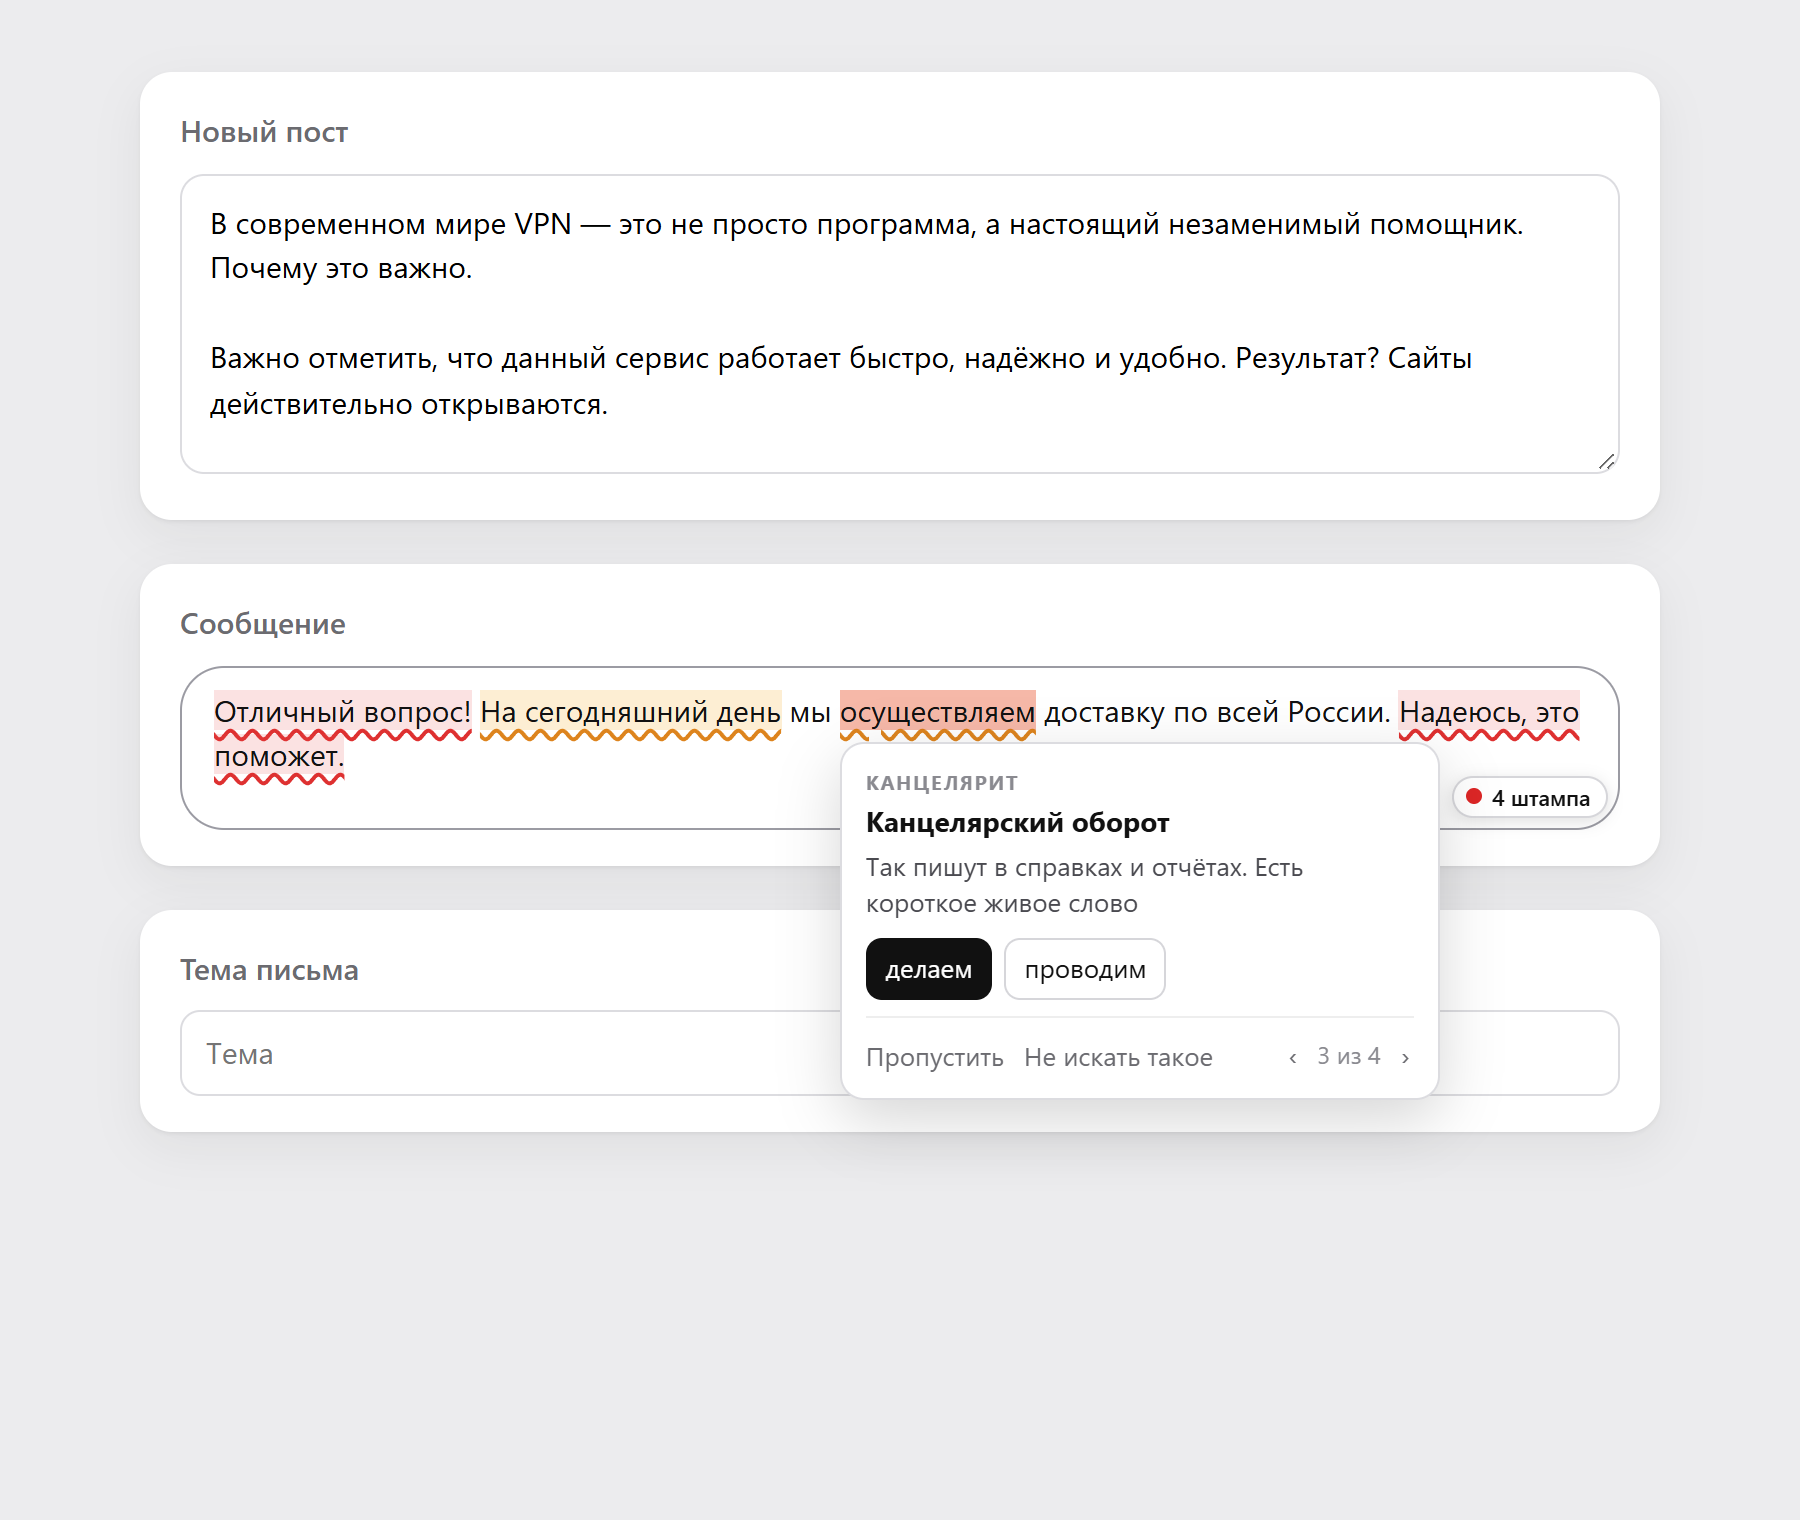 Новый пост
В современном мире VPN — это не просто программа, а настоящий незаменимый помощник.
Почему это важно.
Важно отметить, что данный сервис работает быстро, надёжно и удобно. Результат? Сайты
действительно открываются.
Сообщение
Отличный вопрос! На сегодняшний день мы осуществляем доставку по всей России. Надеюсь, это
поможет.
4 штампа
КАНЦЕЛЯРИТ
Канцелярский оборот
Так пишут в справках и отчётах. Есть
короткое живое слово
делаем проводим
Пропустить Не искать такое ‹ 3 из 4 ›
Тема письма
Тема